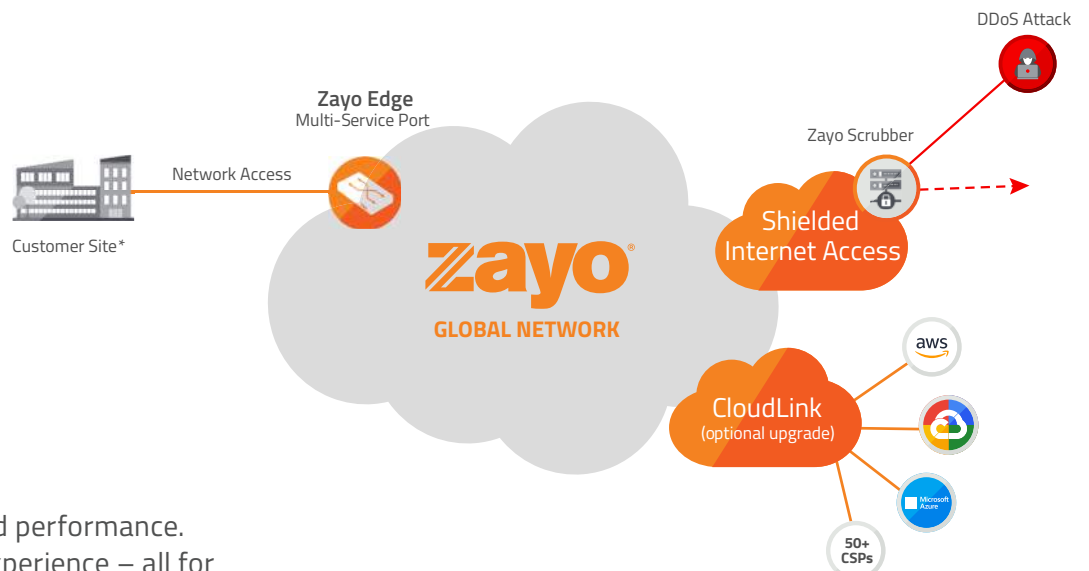 DDoS Attack
Zayo Edge
Multi-Service Port
Zayo Scrubber
Network Access
Customer Site*
Shielded
Internet Access
zayo®
GLOBAL NETWORK
aws
CloudLink
(optional upgrade)
Microsoft
Azure
50+
CSPs
d performance.
xperience – all for